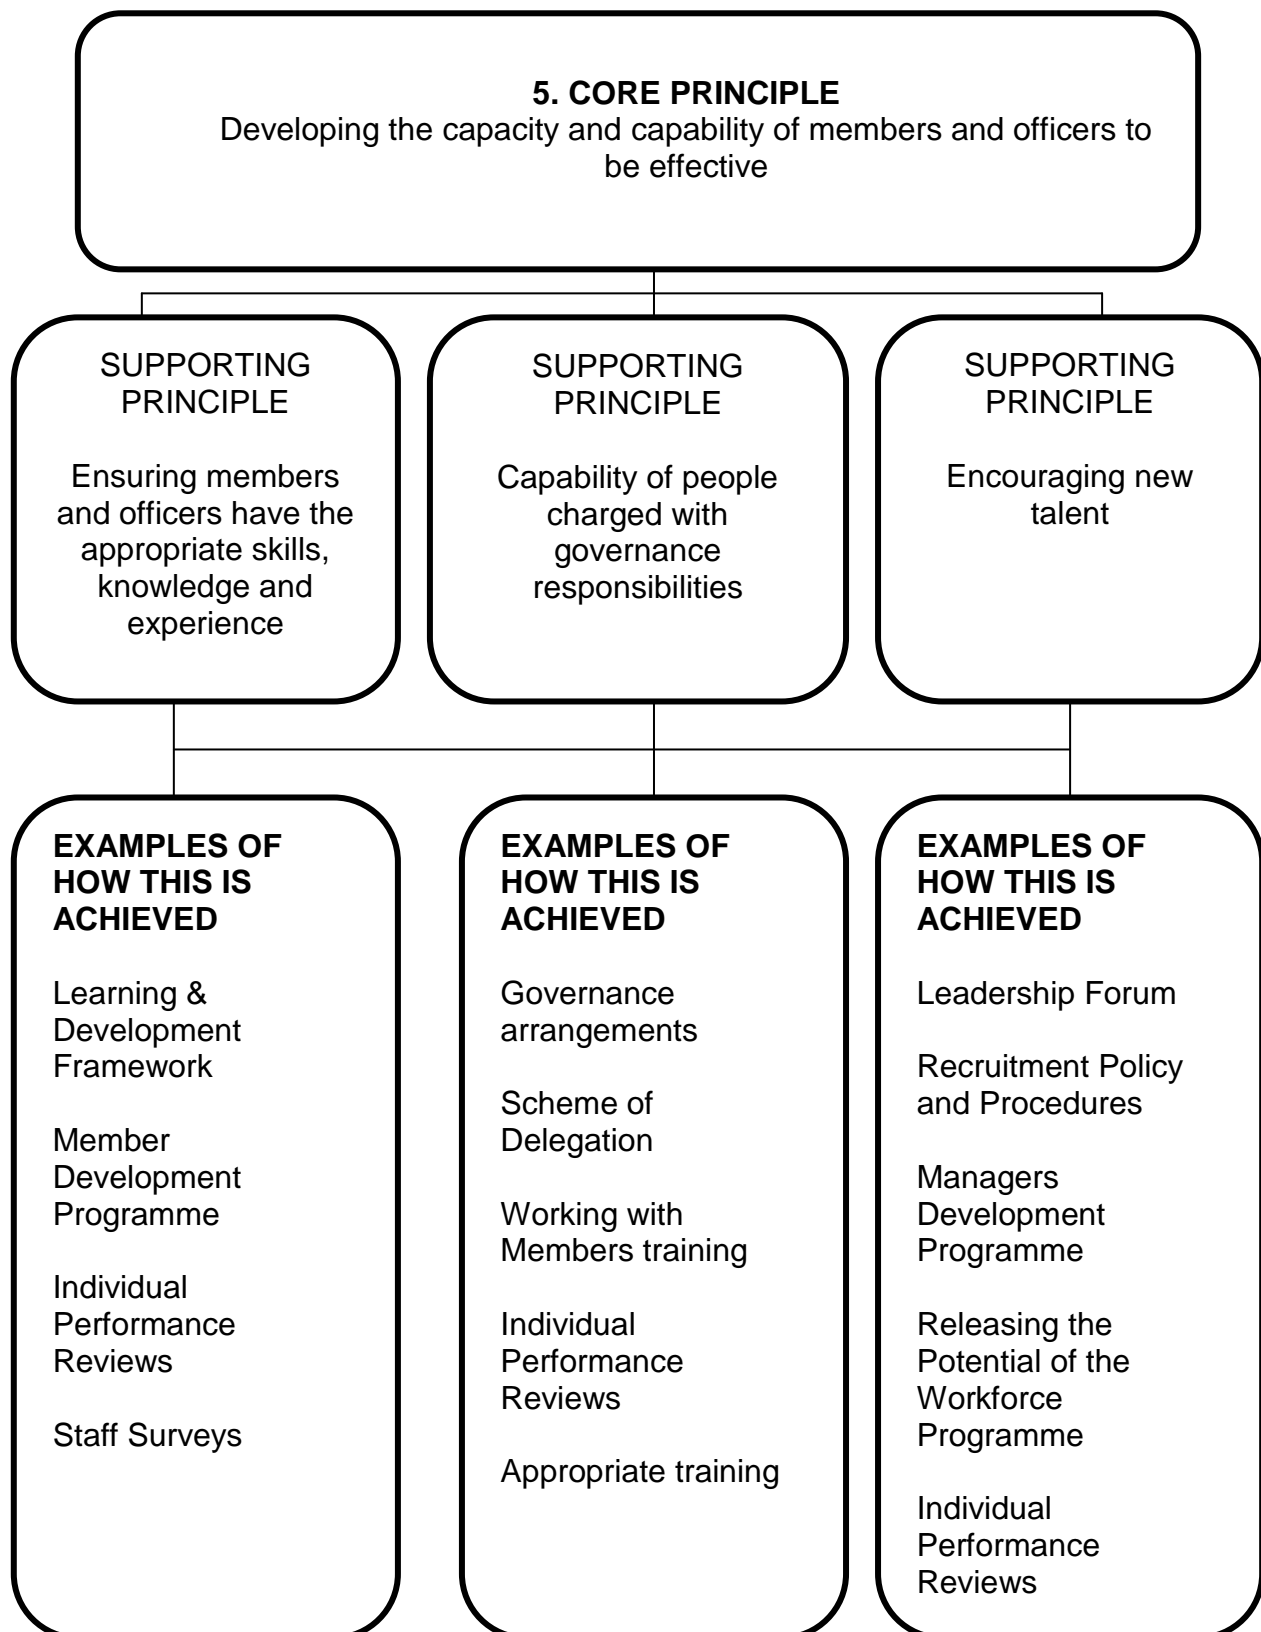 5. CORE PRINCIPLE
Developing the capacity and capability of members and officers to
be effective
SUPPORTING
PRINCIPLE
Ensuring members
and officers have the
appropriate skills,
knowledge and
experience
SUPPORTING
PRINCIPLE
Capability of people
charged with
governance
responsibilities
SUPPORTING
PRINCIPLE
Encouraging new
talent
EXAMPLES OF
HOW THIS IS
ACHIEVED
Learning &
Development
Framework
Member
Development
Programme
Individual
Performance
Reviews
Staff Surveys
EXAMPLES OF
HOW THIS IS
ACHIEVED
Governance
arrangements
Scheme of
Delegation
Working with
Members training
Individual
Performance
Reviews
Appropriate training
EXAMPLES OF
HOW THIS IS
ACHIEVED
Leadership Forum
Recruitment Policy
and Procedures
Managers
Development
Programme
Releasing the
Potential of the
Workforce
Programme
Individual
Performance
Reviews